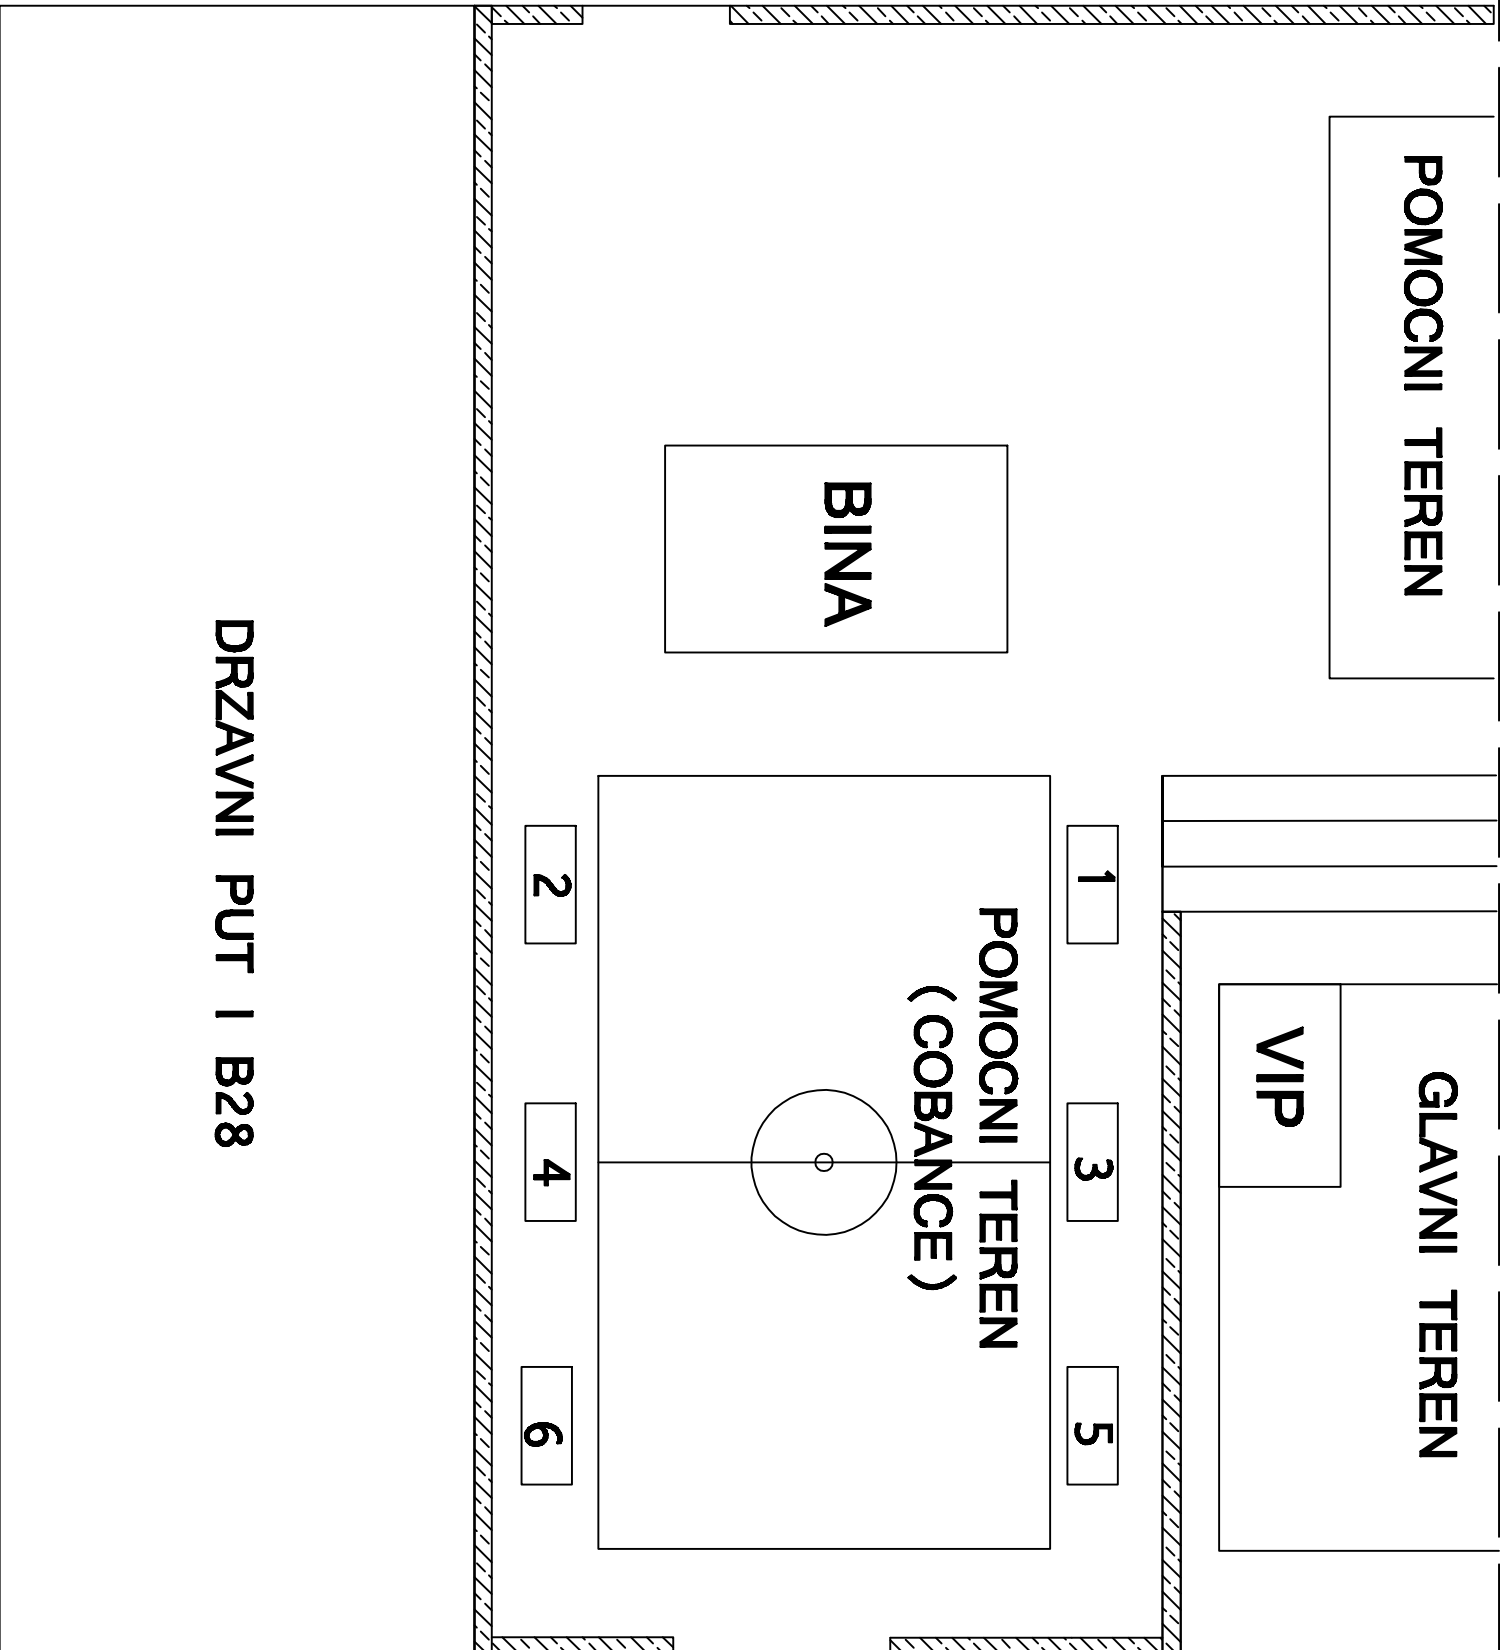 POMOCNI TEREN
BINA
DRZAVNI PUT I B28
1
2
POMOCNI TEREN
(COBANCE)
3
4
5
6
VIP
GLAVNI TEREN